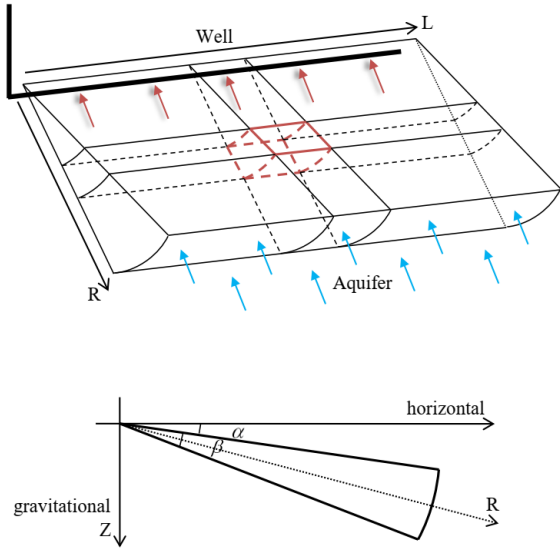 L
Well
R
Aquifer
horizontal
α
β
gravitational
Z
R